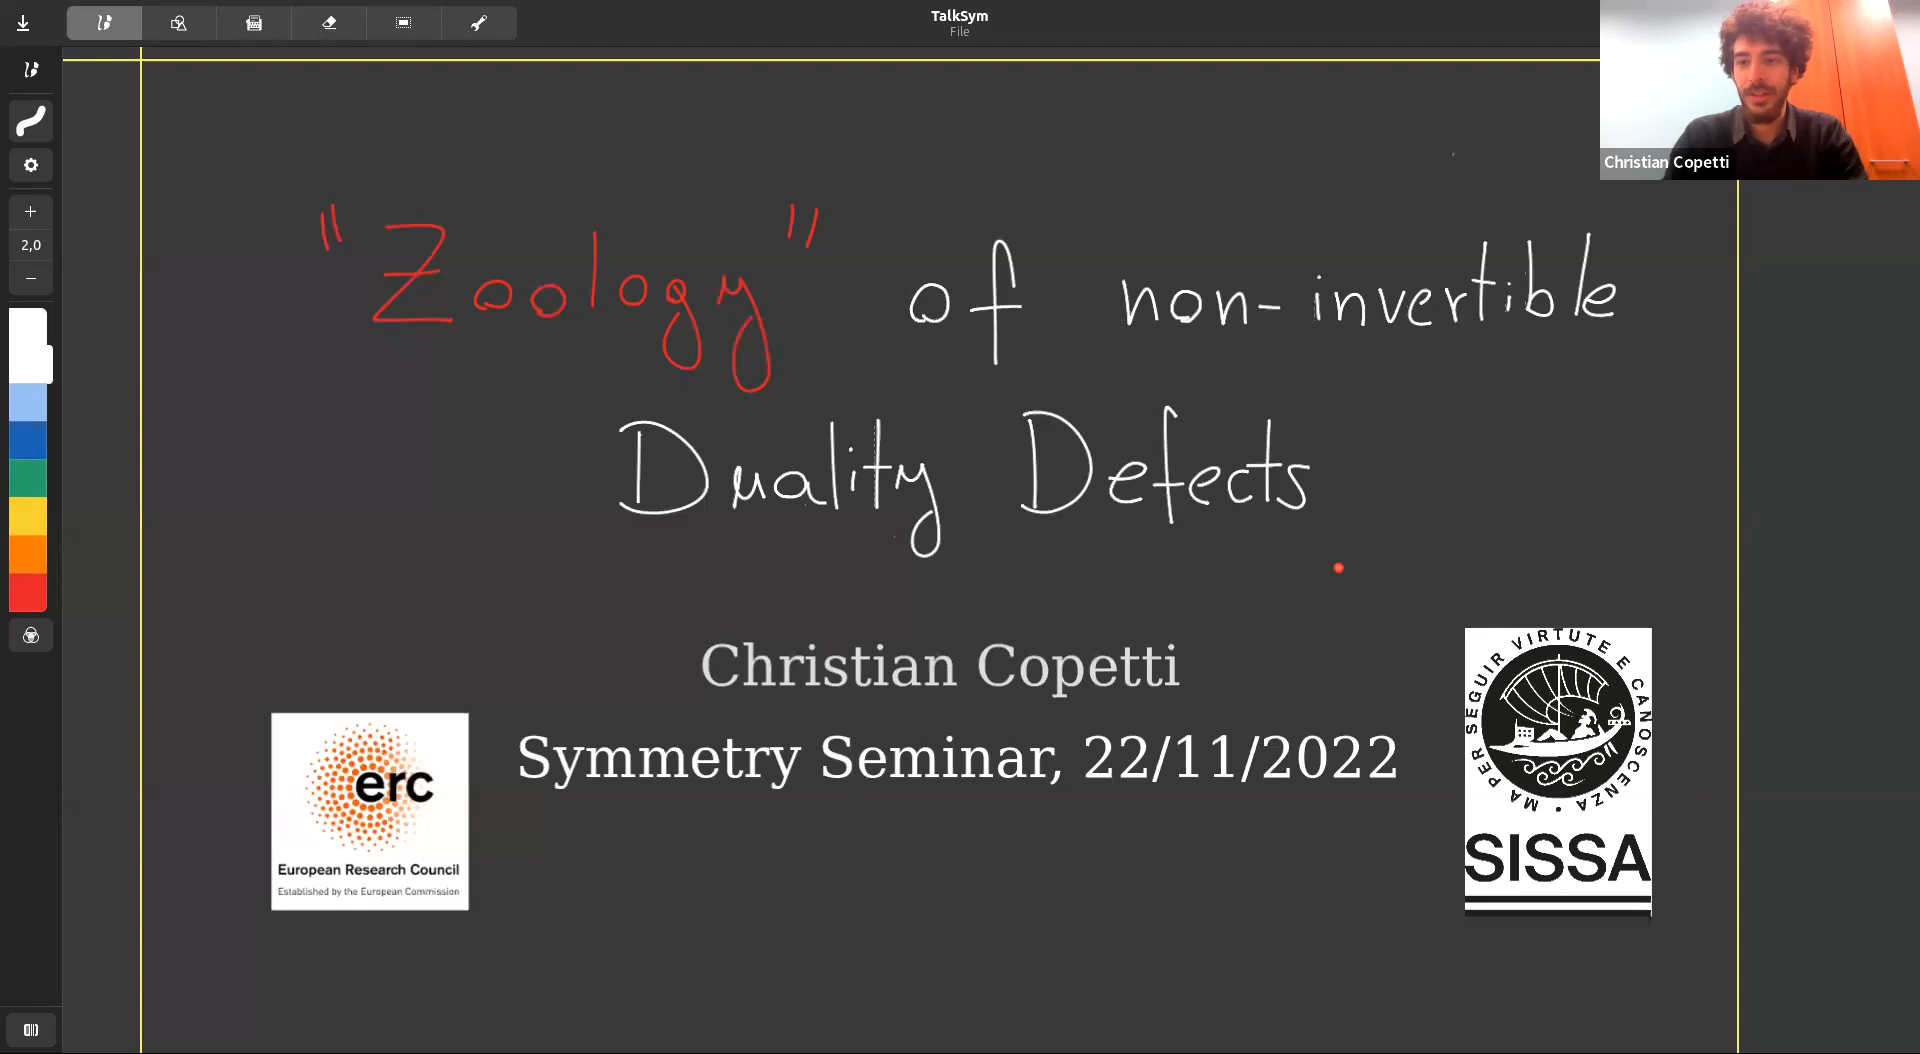 TalkSym
File
Christian Copetti
2,0
"Zoology" of non-invertible
Duality Defects
Christian Copetti
Symmetry Seminar, 22/11/2022
erc
European Research Council
Established by the European Commission
MA PER SEGUIR VIRTUTE E CANOSCENZA •
SISSA